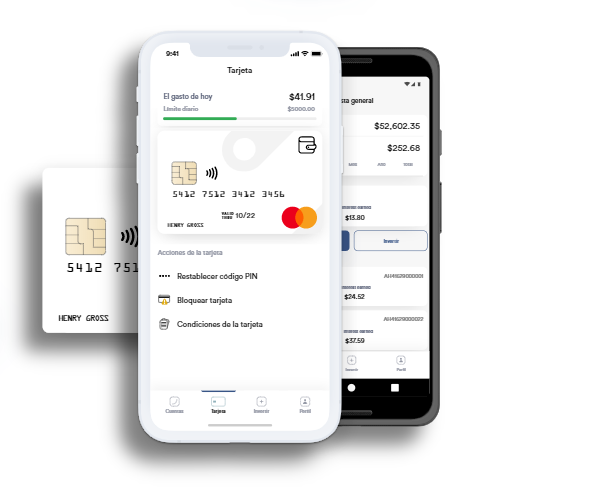 9:41
Tarjeta
El gasto de hoy
$41.91
Límite diario
$5000.00
5412 7512 3412 3456
VALID
THRU
10/22
HENRY GROSS
Acciones de la tarjeta
Restablecer código PIN
Bloquear tarjeta
Condiciones de la tarjeta
Cuentas
Tarjeta
Invertir
Perfil
5412 751
HENRY GROSS
general
$52,602.35
$252.68
$13.80
Invertir
$24.52
$37.59
Invertir
Perfil